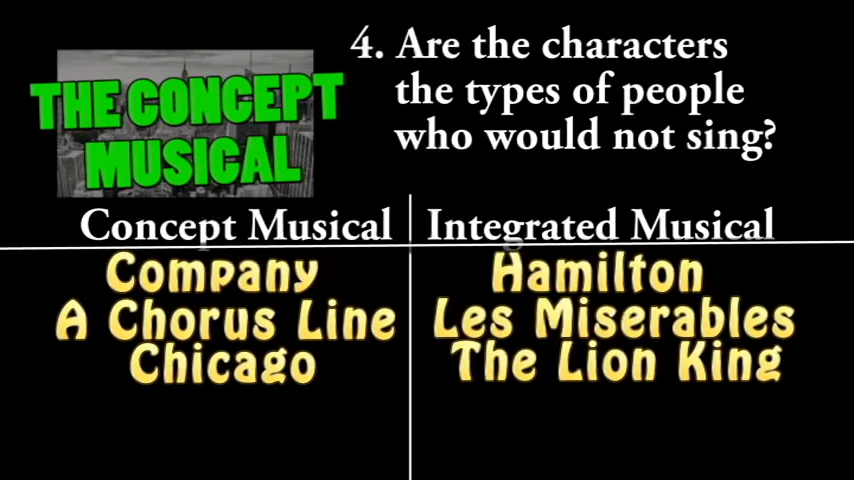 THE CONCEPT
MUSICAL
4. Are the characters
the types of people
who would not sing?
Concept Musical
Integrated Musical
Company
A Chorus Line
Chicago
Hamilton
Les Miserables
The Lion King